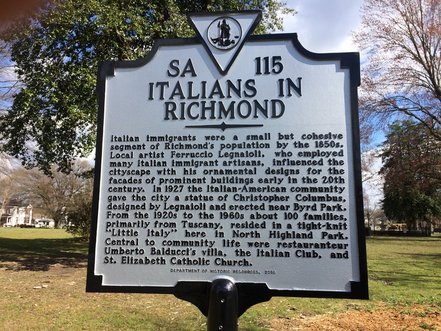 SA 115
ITALIANS IN
RICHMOND
Italian immigrants were a small but cohesive
segment of Richmond's population by the 1850s.
Local artist Ferruccio Legnaioli, who employed
many Italian immigrant artisans, influenced the
cityscape with his ornamental designs for the
facades of prominent buildings early in the 20th
century. In 1927 the Italian-American community
gave the city a statue of Christopher Columbus,
designed by Legnaioli and erected near Byrd Park.
From the 1920s to the 1960s about 100 families,
primarily from Tuscany, resided in a tight-knit
"Little Italy" here in North Highland Park.
Central to community life were restauranteur
Umberto Balducci's villa, the Italian Club, and
St. Elizabeth Catholic Church.
DEPARTMENT OF HISTORIC RESOURCES,